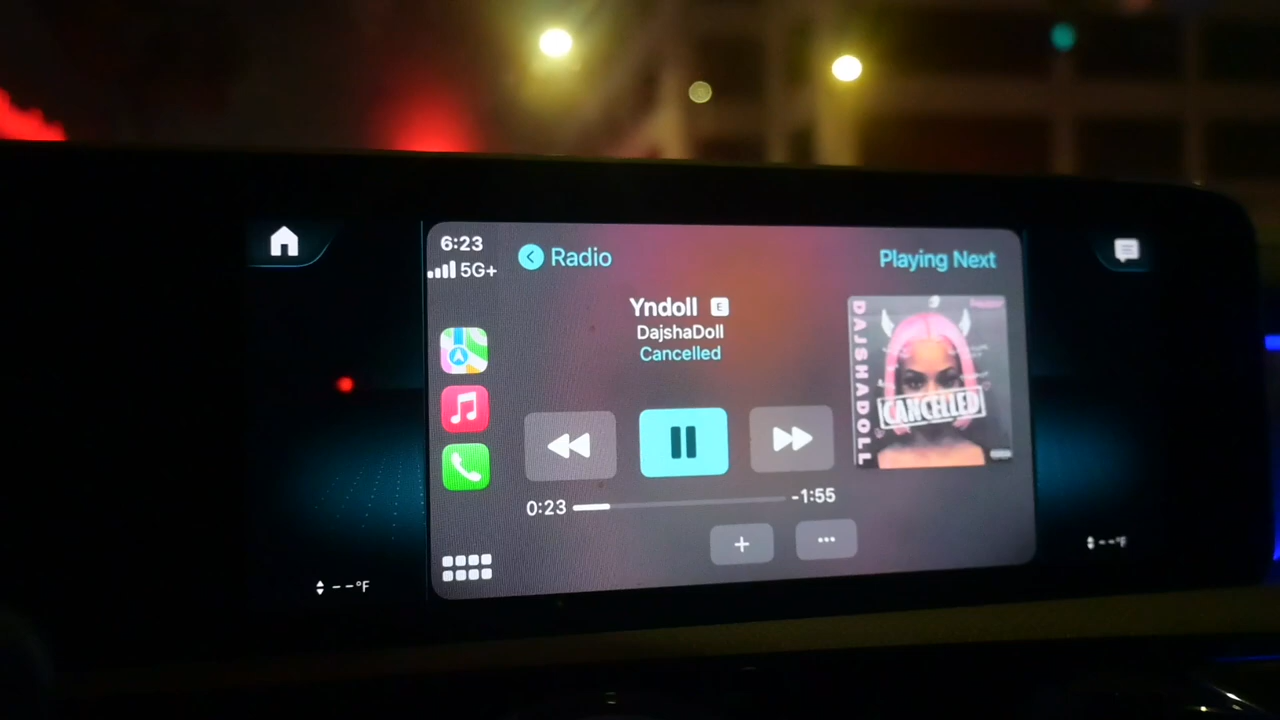 6:23
5G+
Radio
Playing Next
Yndoll E
DajshaDoll
Cancelled
DAJSHADOLL
CANCELLED
0:23
-1:55
--°F
--°F